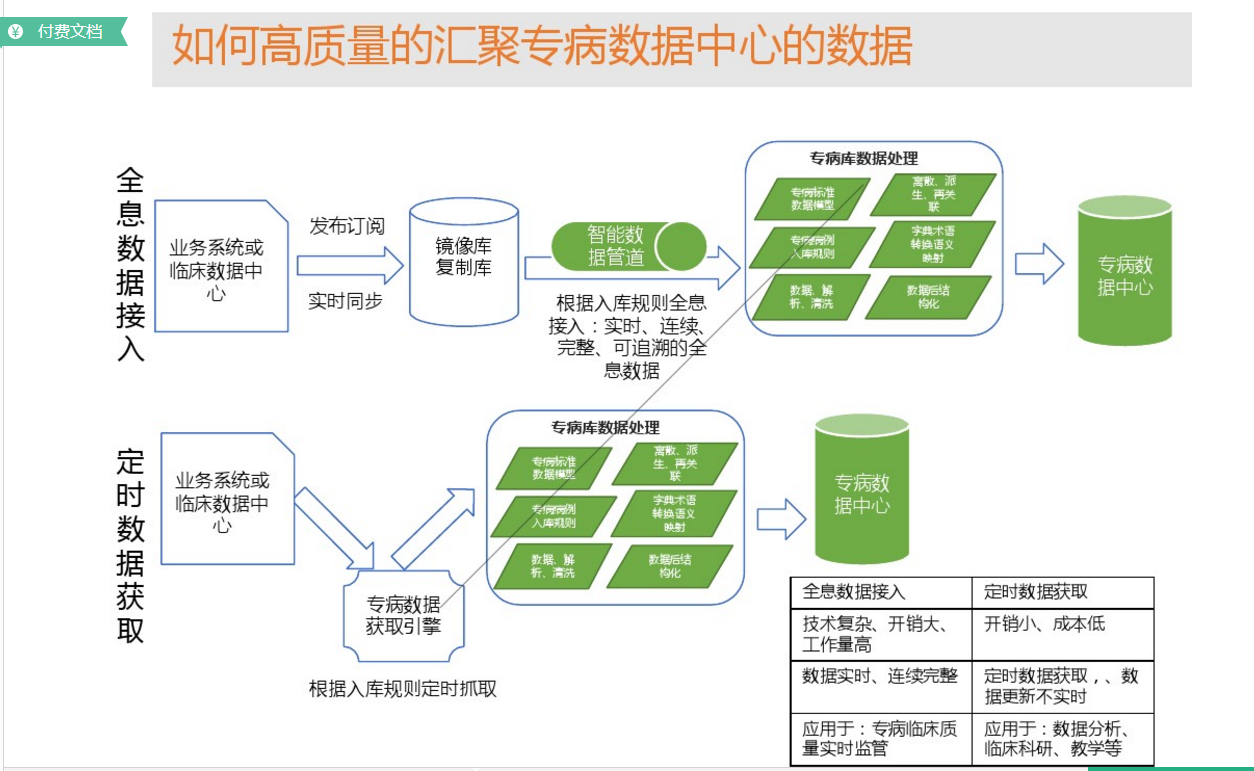 ¥ 付费文档
如何高质量的汇聚专病数据中心的数据
全
息
数
据
接
入
业务系统或
临床数据中
心
发布订阅
实时同步
镜像库
复制库
智能数
据管道
根据入库规则全息
接入：实时、连续、
完整、可追溯的全
息数据
专病库数据处理
专病标准
数据模型
离散、派
生、再关
联
专病病例
入库规则
字典术语
转换语义
映射
数据、解
析、清洗
数据后结
构化
专病数
据中心
定
时
数
据
获
取
业务系统或
临床数据中
心
专病数据
获取引擎
根据入库规则定时抓取
专病库数据处理
专病标准
数据模型
离散、派
生、再关
联
专病病例
入库规则
字典术语
转换语义
映射
数据、解
析、清洗
数据后结
构化
专病数
据中心
全息数据接入
定时数据获取
技术复杂、开销大、
工作量高
开销小、成本低
数据实时、连续完整
定时数据获取，、数
据更新不实时
应用于：专病临床质
量实时监管
应用于：数据分析、
临床科研、教学等